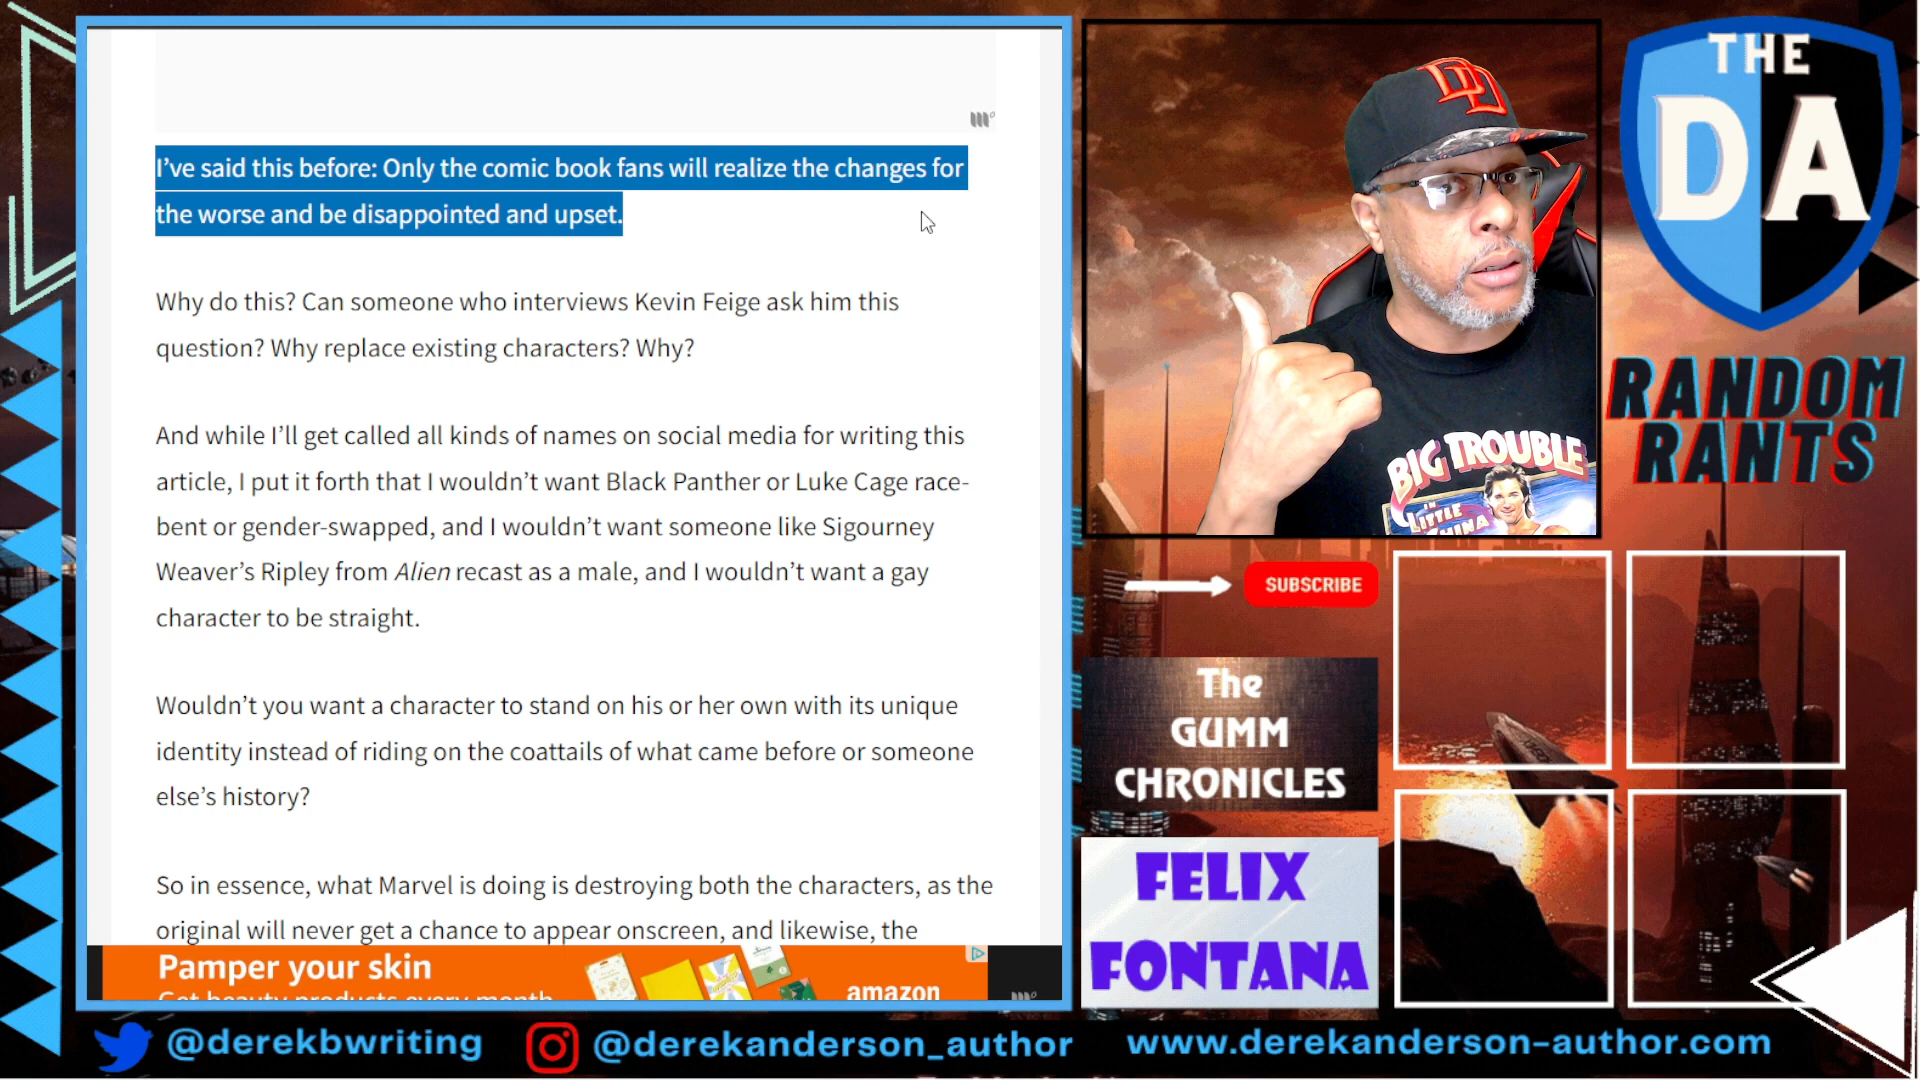 I've said this before: Only the comic book fans will realize the changes for
the worse and be disappointed and upset.
Why do this? Can someone who interviews Kevin Feige ask him this
question? Why replace existing characters? Why?
And while I'll get called all kinds of names on social media for writing this
article, I put it forth that I wouldn't want Black Panther or Luke Cage race-
bent or gender-swapped, and I wouldn't want someone like Sigourney
Weaver's Ripley from Alien recast as a male, and I wouldn't want a gay
character to be straight.
Wouldn't you want a character to stand on his or her own with its unique
identity instead of riding on the coattails of what came before or someone
else's history?
So in essence, what Marvel is doing is destroying both the characters, as the
original will never get a chance to appear onscreen, and likewise, the
Pamper your skin
Get beauty products every month
amazon
DD
BIG TROUBLE
IN
LITTLE
CHINA
THE
DA
RANDOM
RANTS
SUBSCRIBE
The
GUMM
CHRONICLES
FELIX
FONTANA
@derekbwriting
@derekanderson_author
www.derekanderson-author.com